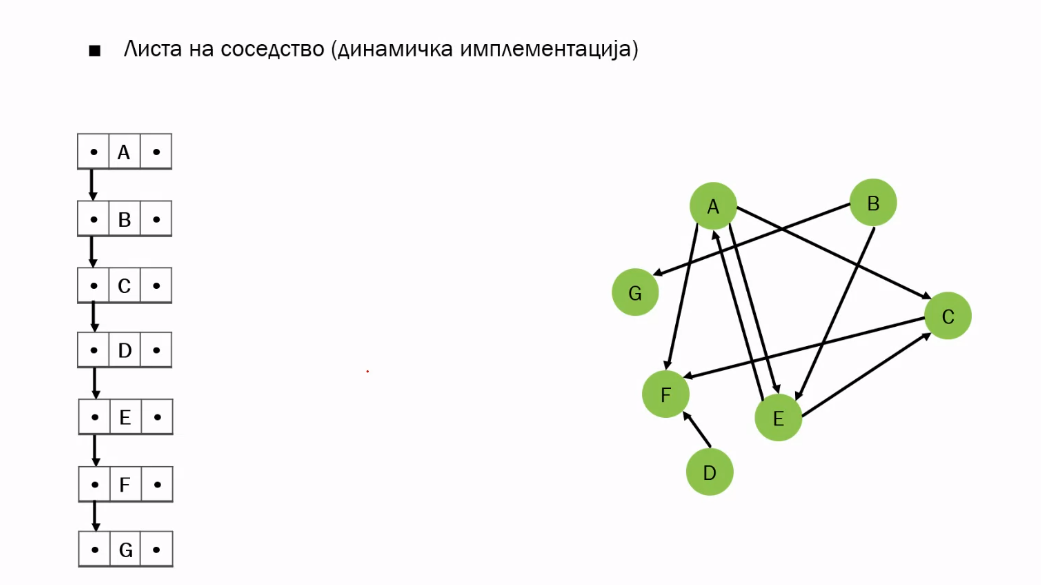 ▪ Листа на соседство (динамичка имплементација)
• A •
• B •
• C •
• D •
• E •
• F •
• G •
A
B
G
C
F
E
D